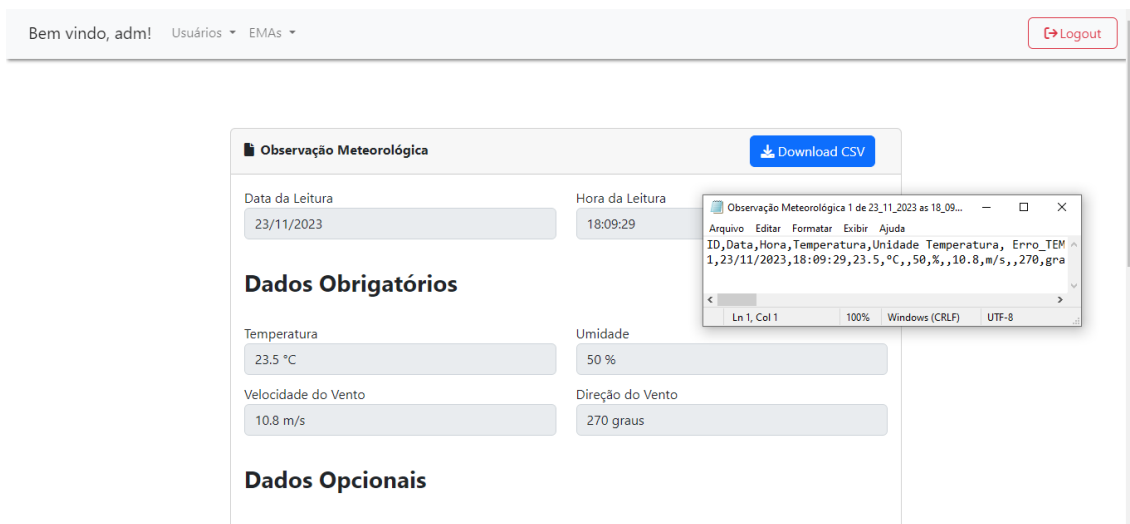 Bem vindo, adm! Usuários EMAs Logout
Observação Meteorológica Download CSV
Data da Leitura Hora da Leitura
23/11/2023 18:09:29
Observação Meteorológica 1 de 23_11_2023 as 18_09...
Arquivo Editar Formatar Exibir Ajuda
ID,Data,Hora,Temperatura,Unidade Temperatura, Erro_TEM
1,23/11/2023,18:09:29,23.5,°C,,50,%,,10.8,m/s,,270,gra
Ln 1, Col 1 100% Windows (CRLF) UTF-8
Dados Obrigatórios
Temperatura Umidade
23.5 °C 50 %
Velocidade do Vento Direção do Vento
10.8 m/s 270 graus
Dados Opcionais